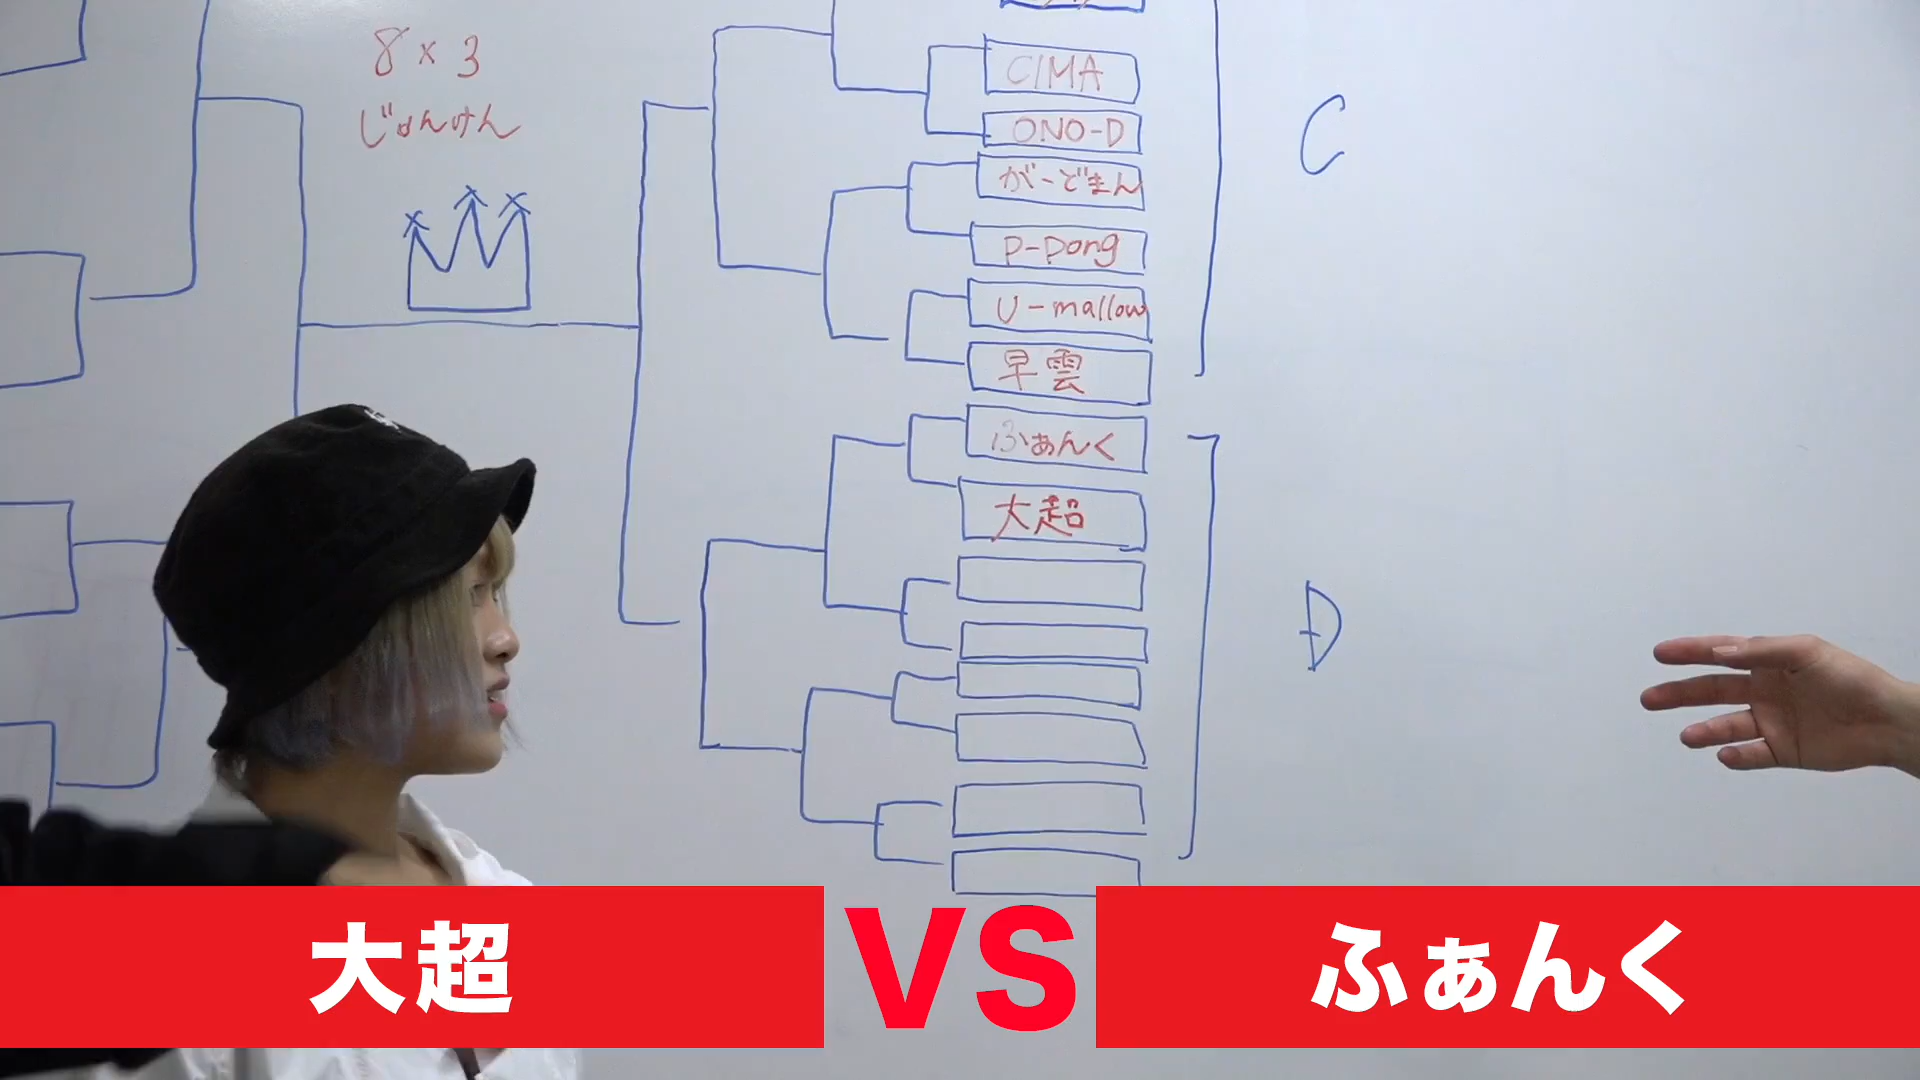 8×3
じゃんけん
CIMA
ONO-D
がーどまん
P-Pong
U-mallow
早雲
C
ふぁんく
大超
D
大超 VS ふぁんく